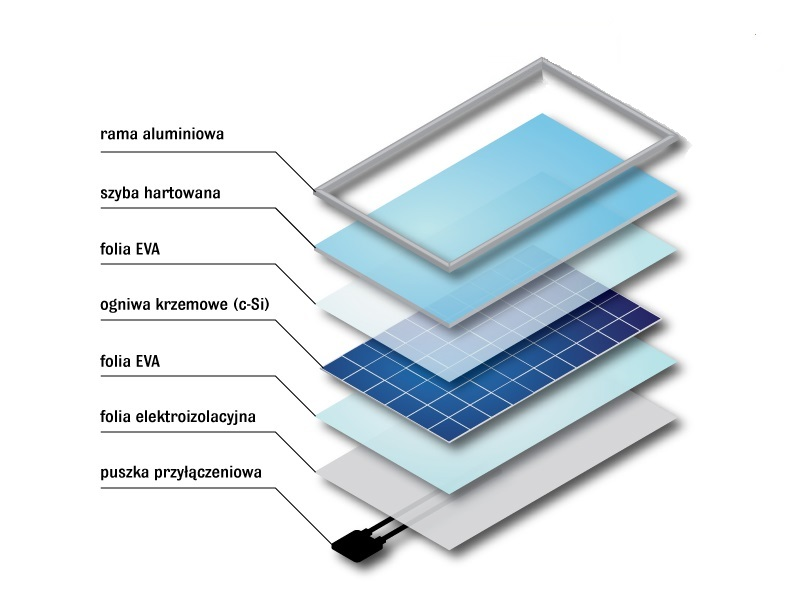 rama aluminiowa
szyba hartowana
folia EVA
ogniwa krzemowe (c-Si)
folia EVA
folia elektroizolacyjna
puszka przyłączeniowa